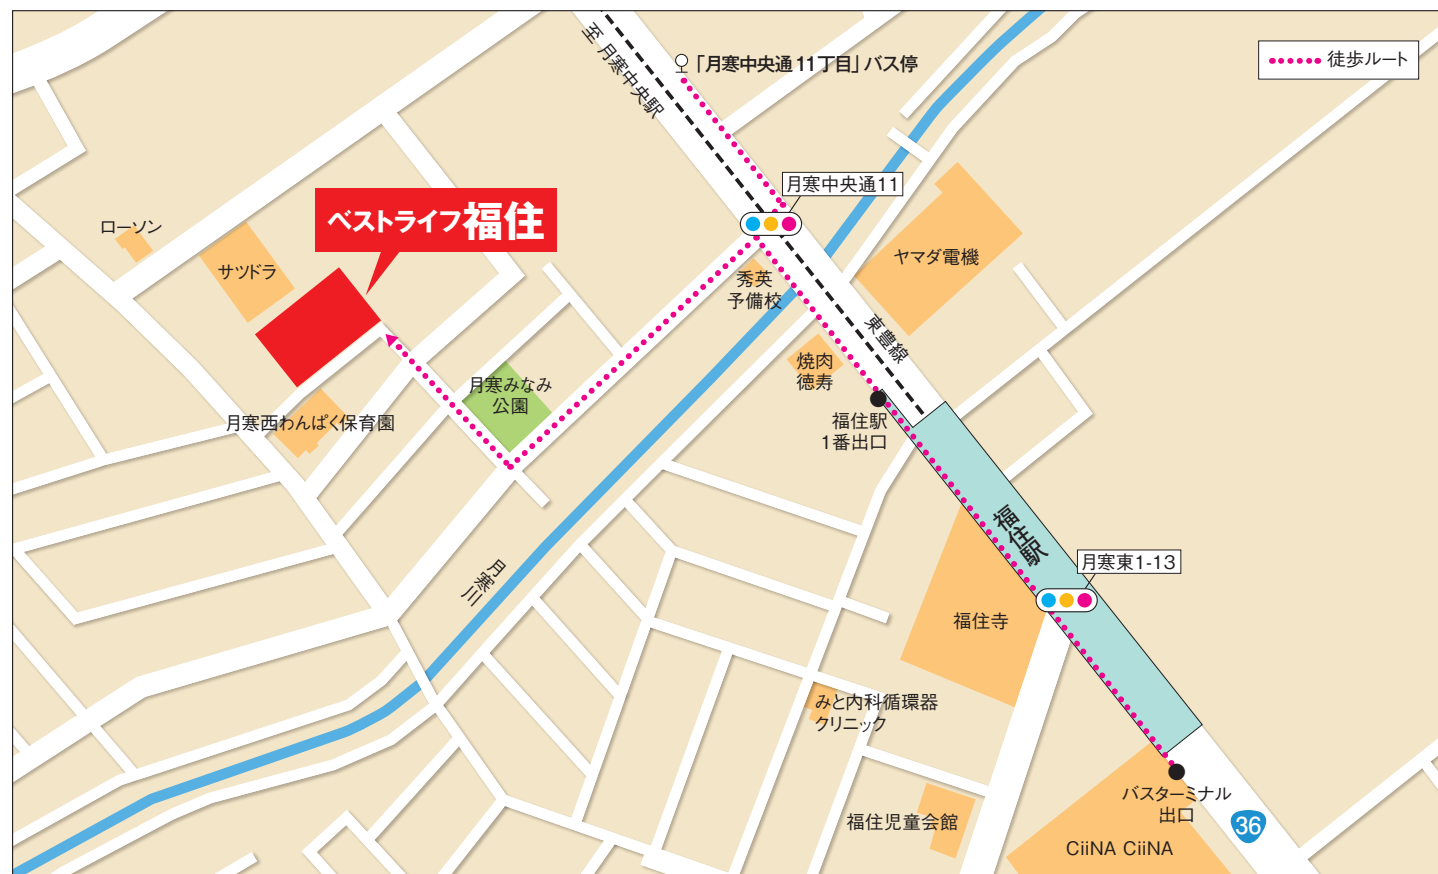 至 月寒中央駅
「月寒中央通11丁目」バス停
徒歩ルート
月寒中央通11
ローソン
サツドラ
ベストライフ福住
秀英
予備校
ヤマダ電機
東豊線
焼肉
徳寿
月寒みなみ
公園
月寒西わんぱく保育園
福住駅
1番出口
福住駅
月寒東1-13
月寒川
福住寺
みと内科循環器
クリニック
バスターミナル
出口
福住児童会館
36
CiiNA CiiNA